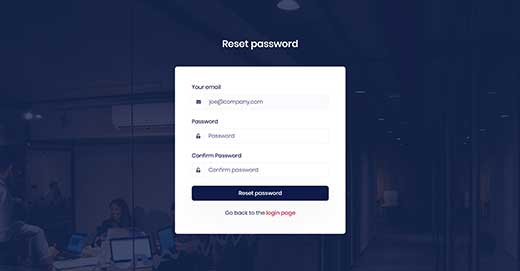 Reset password
Your email
joe@company.com
Password
Password
Confirm Password
Confirm password
Reset password
Go back to the login page